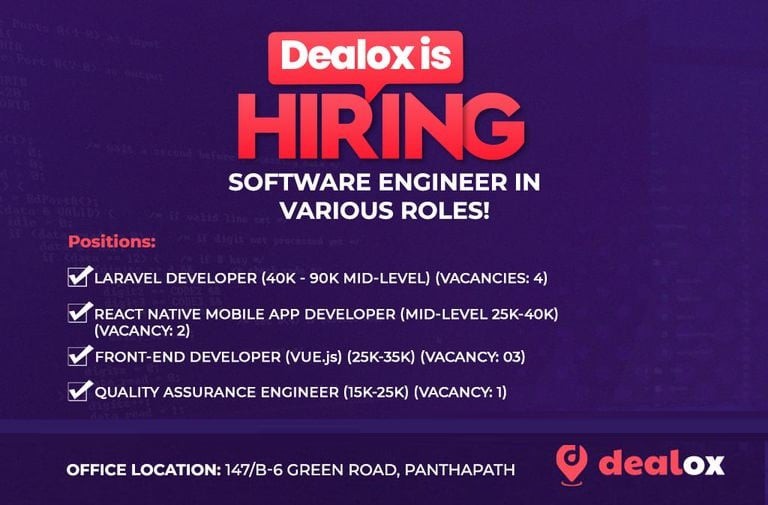 Dealox is
HIRING
SOFTWARE ENGINEER IN
VARIOUS ROLES!
Positions:
LARAVEL DEVELOPER (40K - 90K MID-LEVEL) (VACANCIES: 4)
REACT NATIVE MOBILE APP DEVELOPER (MID-LEVEL 25K-40K)
(VACANCY: 2)
FRONT-END DEVELOPER (VUE.js) (25K-35K) (VACANCY: 03)
QUALITY ASSURANCE ENGINEER (15K-25K) (VACANCY: 1)
OFFICE LOCATION: 147/B-6 GREEN ROAD, PANTHAPATH
dealox